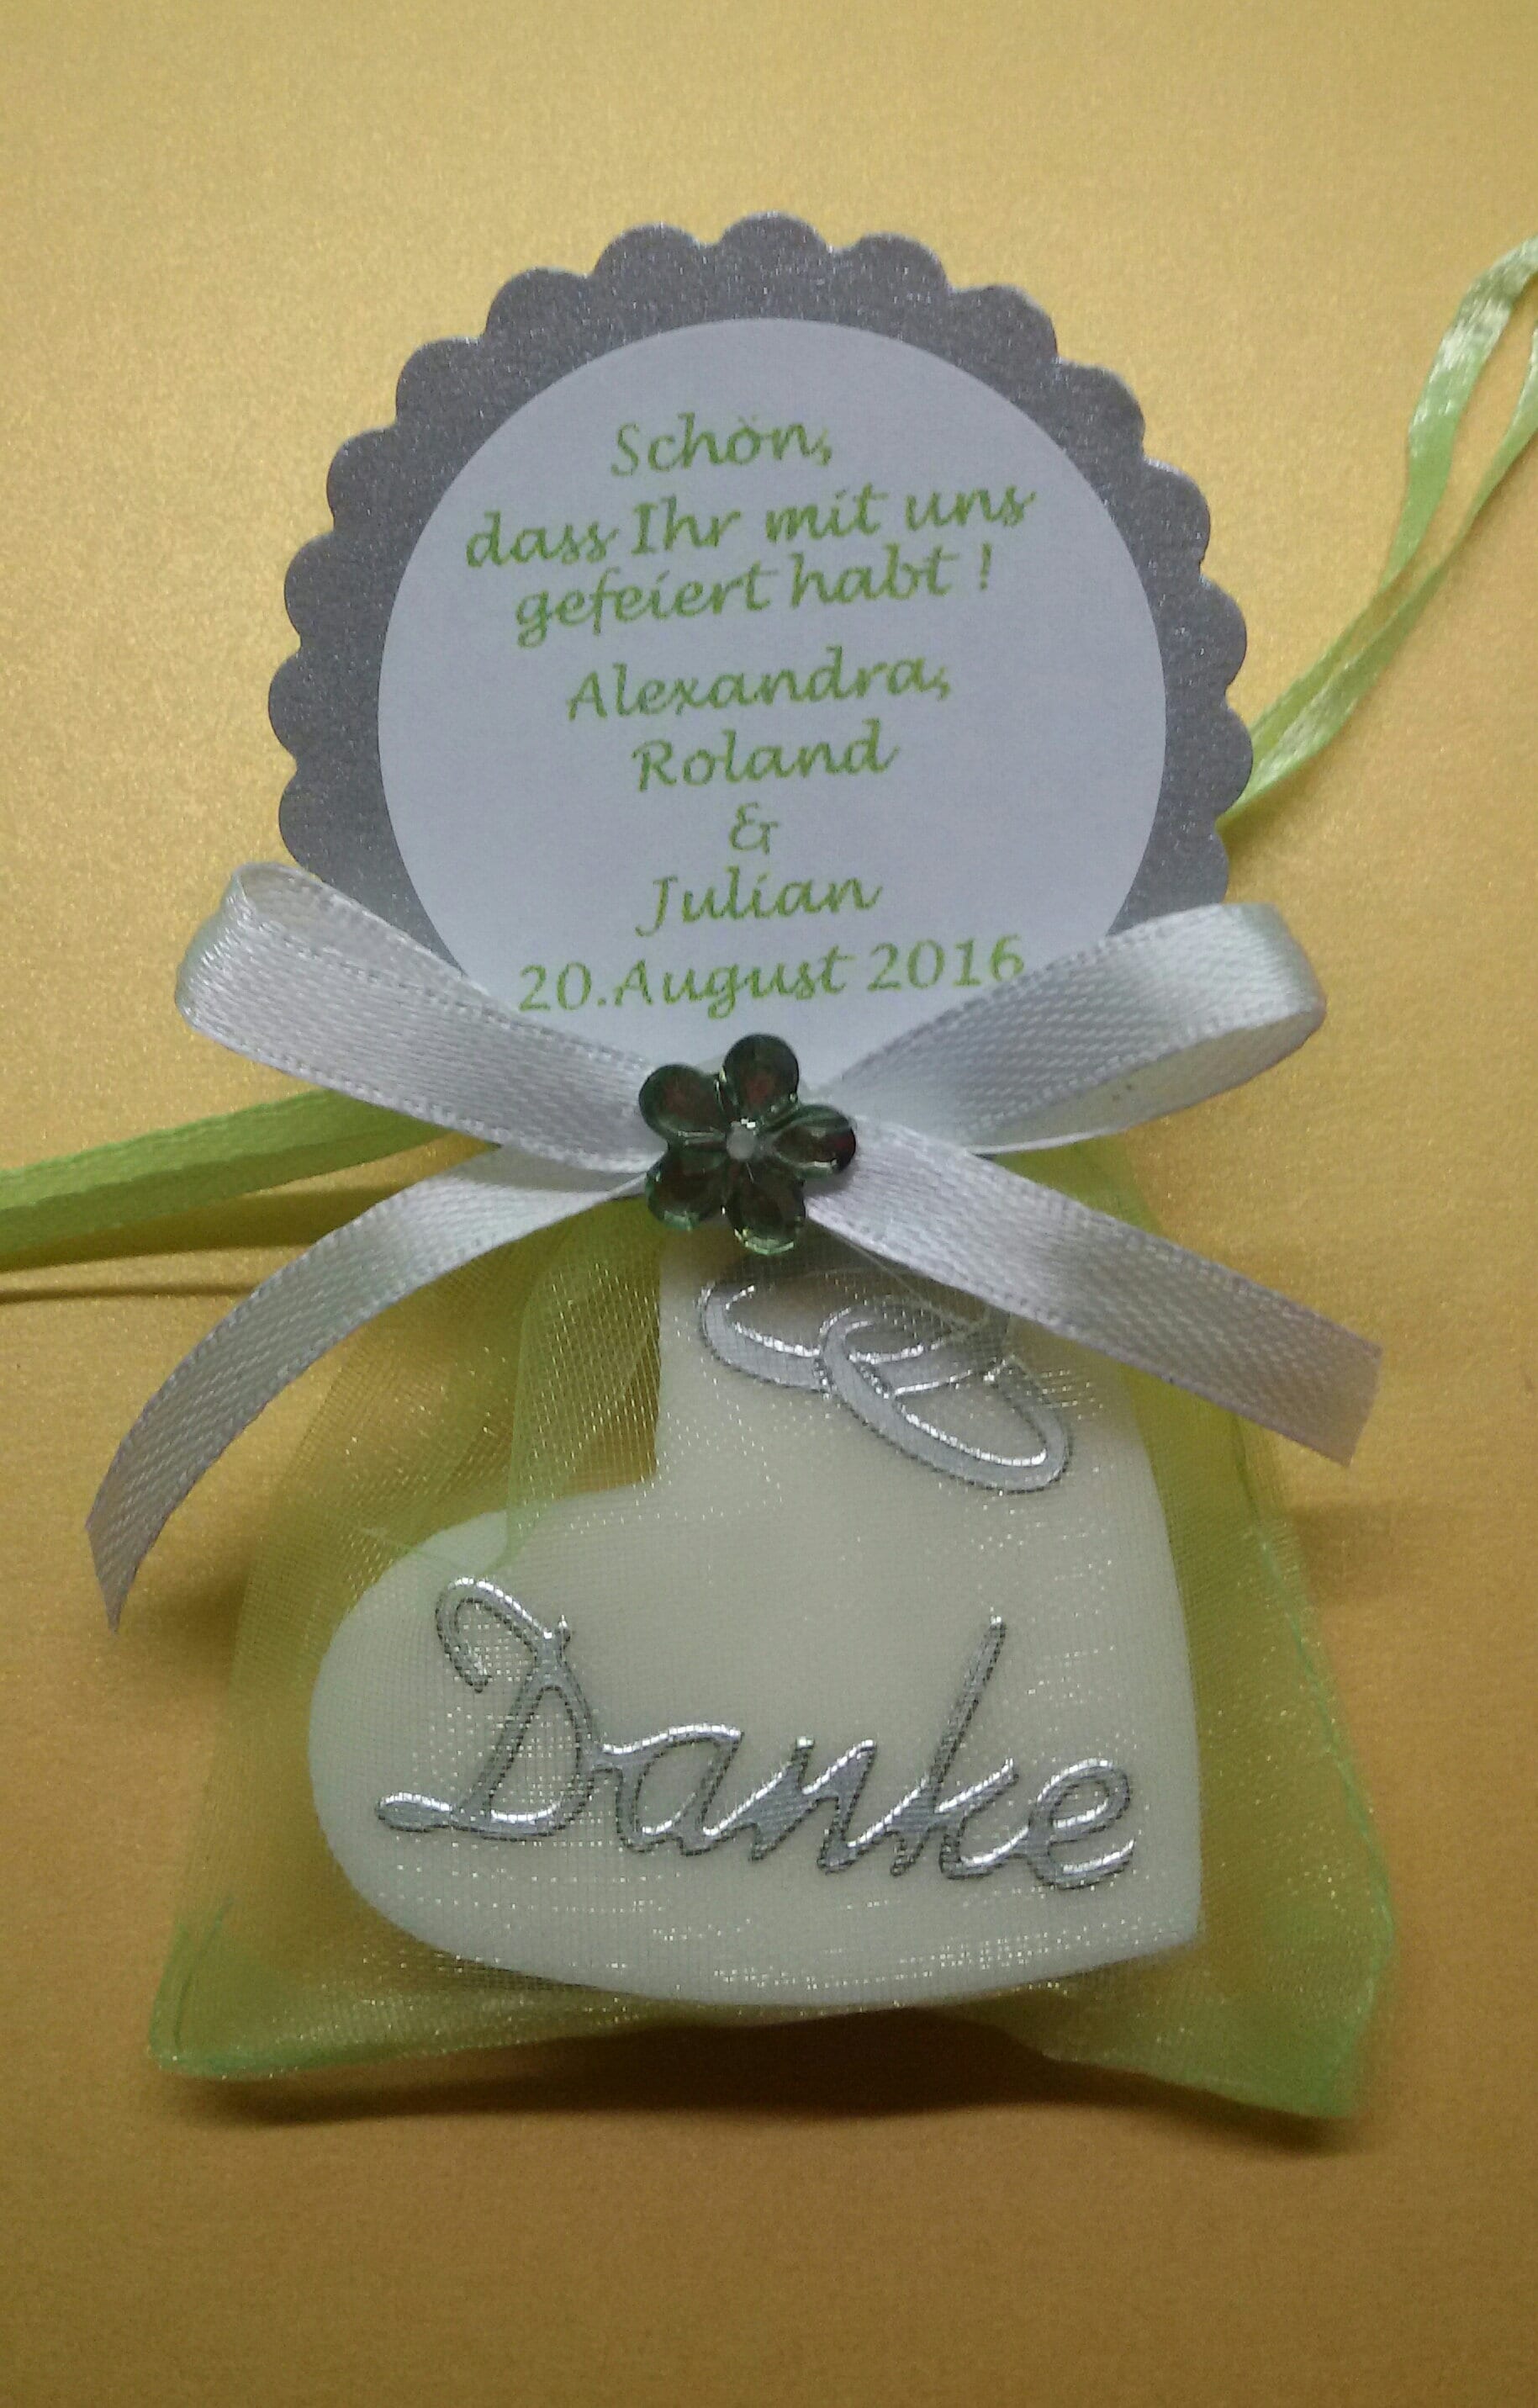 Schön,
dass Ihr mit uns
gefeiert habt !
Alexandra,
Roland
&
Julian
20.August 2016
Danke